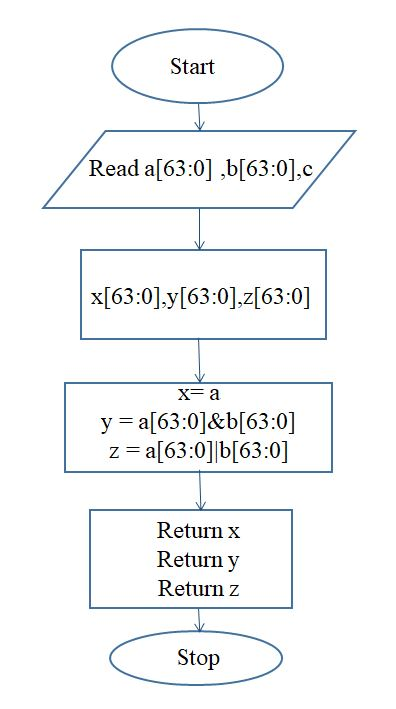 Start
Read a[63:0] ,b[63:0],c
x[63:0],y[63:0],z[63:0]
x= a
y = a[63:0]&b[63:0]
z = a[63:0]|b[63:0]
Return x
Return y
Return z
Stop